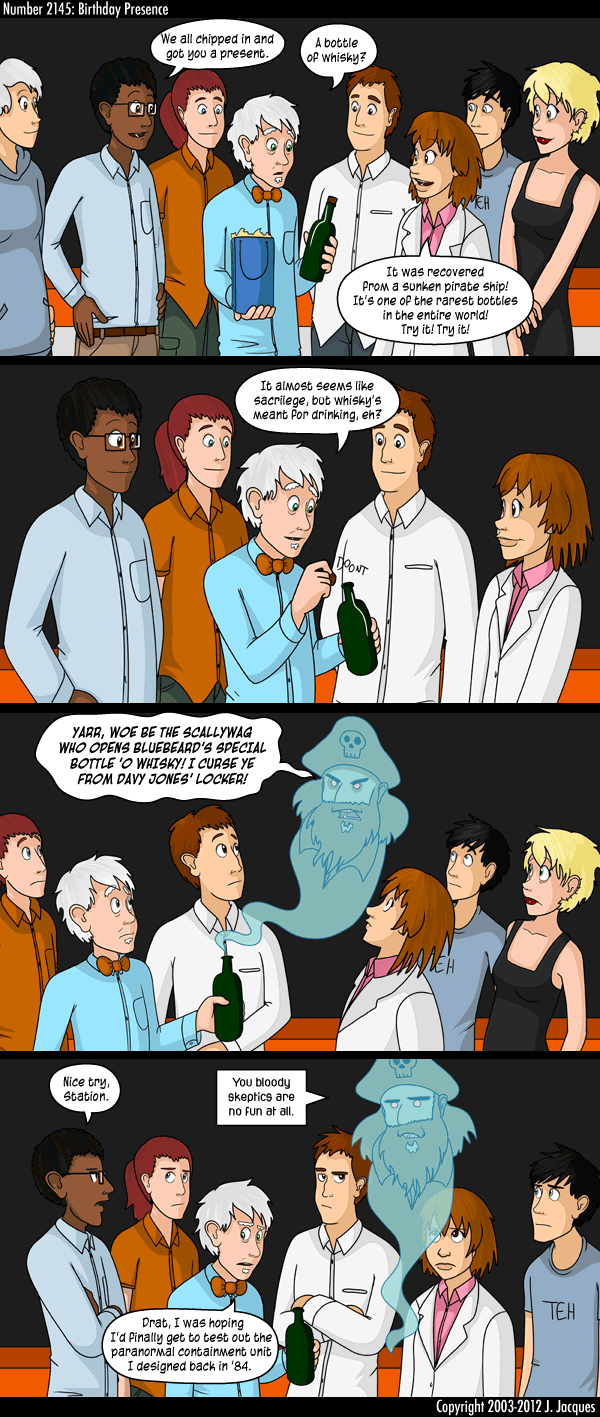 Number 2145: Birthday Presence
We all chipped in and
got you a present.
A bottle
of whisky?
TEH
It was recovered
from a sunken pirate ship!
It's one of the rarest bottles
in the entire world!
Try it! Try it!
It almost seems like
sacrilege, but whisky's
meant for drinking, eh?
DOONT
YARR, WOE BE THE SCALLYWAG
WHO OPENS BLUEBEARD'S SPECIAL
BOTTLE 'O WHISKY! I CURSE YE
FROM DAVY JONES' LOCKER!
EH
Nice try,
Station.
You bloody
skeptics are
no fun at all.
Drat, I was hoping
I'd finally get to test out the
paranormal containment unit
I designed back in '84.
TEH
Copyright 2003-2012 J. Jacques